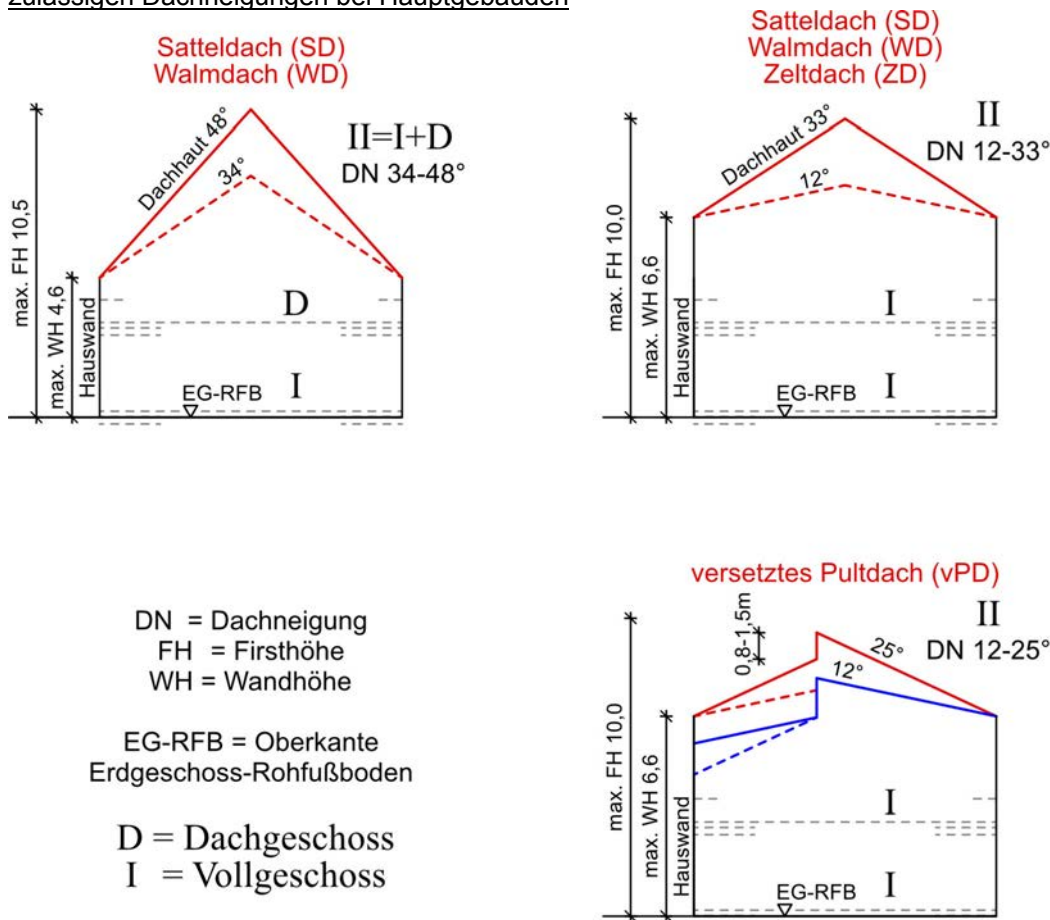 zulässigen Dachneigungen bei Hauptgebäuden
Satteldach (SD)
Walmdach (WD)
II=I+D
DN 34-48°
Dachhaut 48°
34°
max. FH 10,5
max. WH 4,6
Hauswand
D
I
EG-RFB
Satteldach (SD)
Walmdach (WD)
Zeltdach (ZD)
II
DN 12-33°
Dachhaut 33°
12°
max. FH 10,0
max. WH 6,6
Hauswand
I
I
EG-RFB
DN = Dachneigung
FH = Firsthöhe
WH = Wandhöhe
EG-RFB = Oberkante
Erdgeschoss-Rohfußboden
D = Dachgeschoss
I = Vollgeschoss
versetztes Pultdach (vPD)
II
DN 12-25°
0,8-1,5m
25°
12°
max. FH 10,0
max. WH 6,6
Hauswand
I
I
EG-RFB